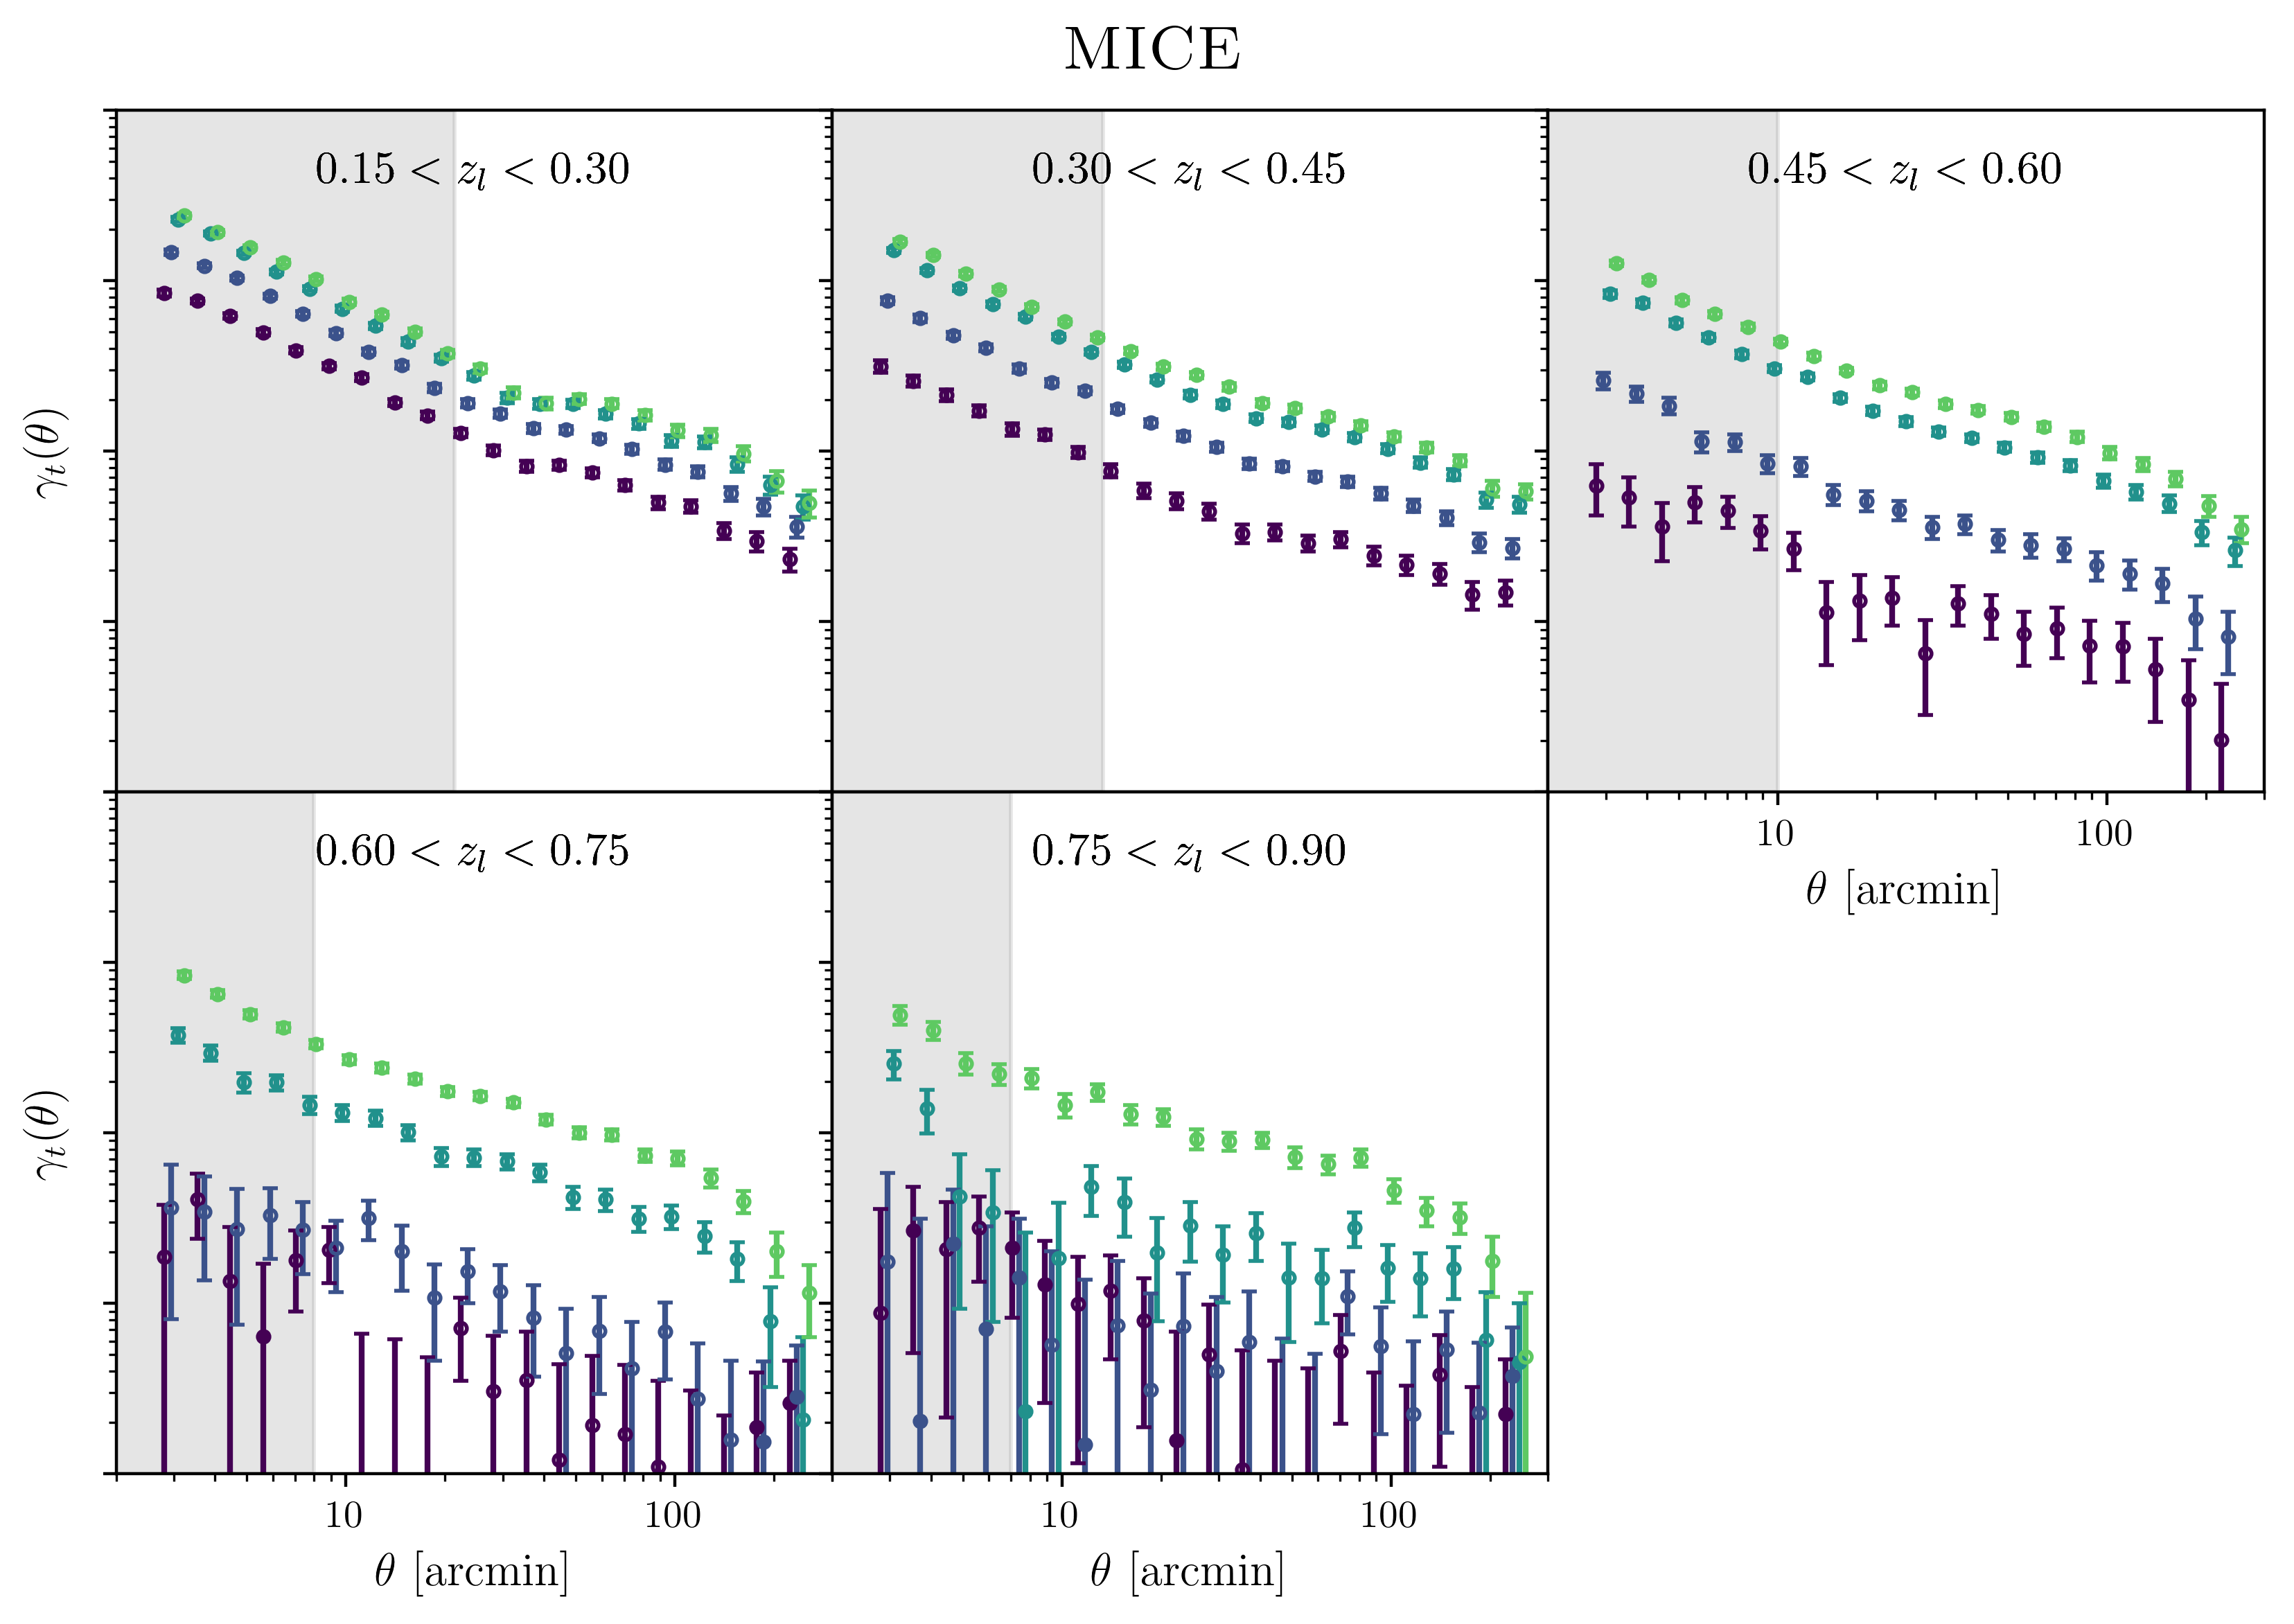 MICE
0.15 < z_l < 0.30
0.30 < z_l < 0.45
0.45 < z_l < 0.60
γ_t(θ)
10 100
θ [arcmin]
0.60 < z_l < 0.75
0.75 < z_l < 0.90
γ_t(θ)
10 100
10 100
θ [arcmin]
θ [arcmin]